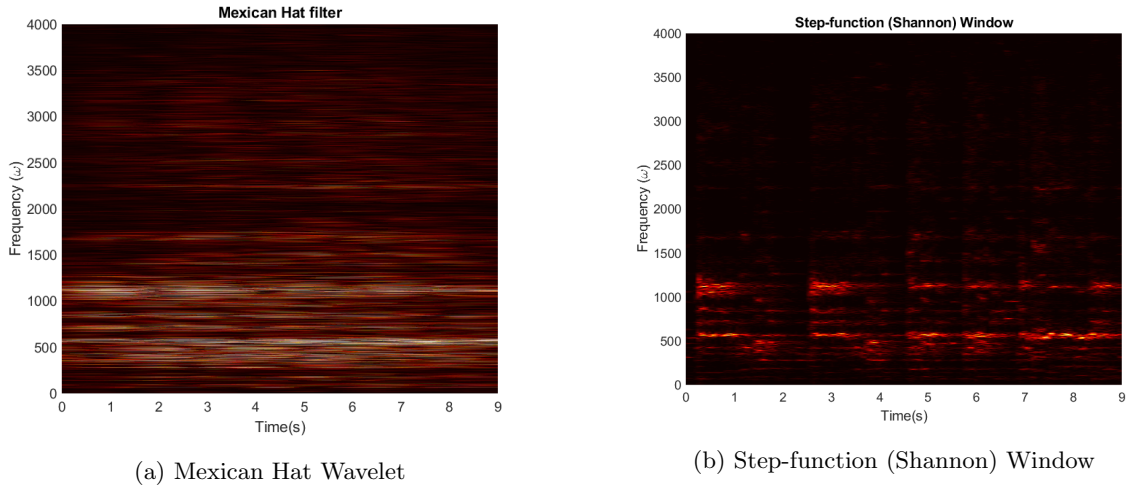 Mexican Hat filter
4000
3500
3000
2500
2000
1500
1000
500
0
Frequency (ω)
0 1 2 3 4 5 6 7 8 9
Time(s)
(a) Mexican Hat Wavelet
Step-function (Shannon) Window
4000
3500
3000
2500
2000
1500
1000
500
0
Frequency (ω)
0 1 2 3 4 5 6 7 8 9
Time(s)
(b) Step-function (Shannon) Window